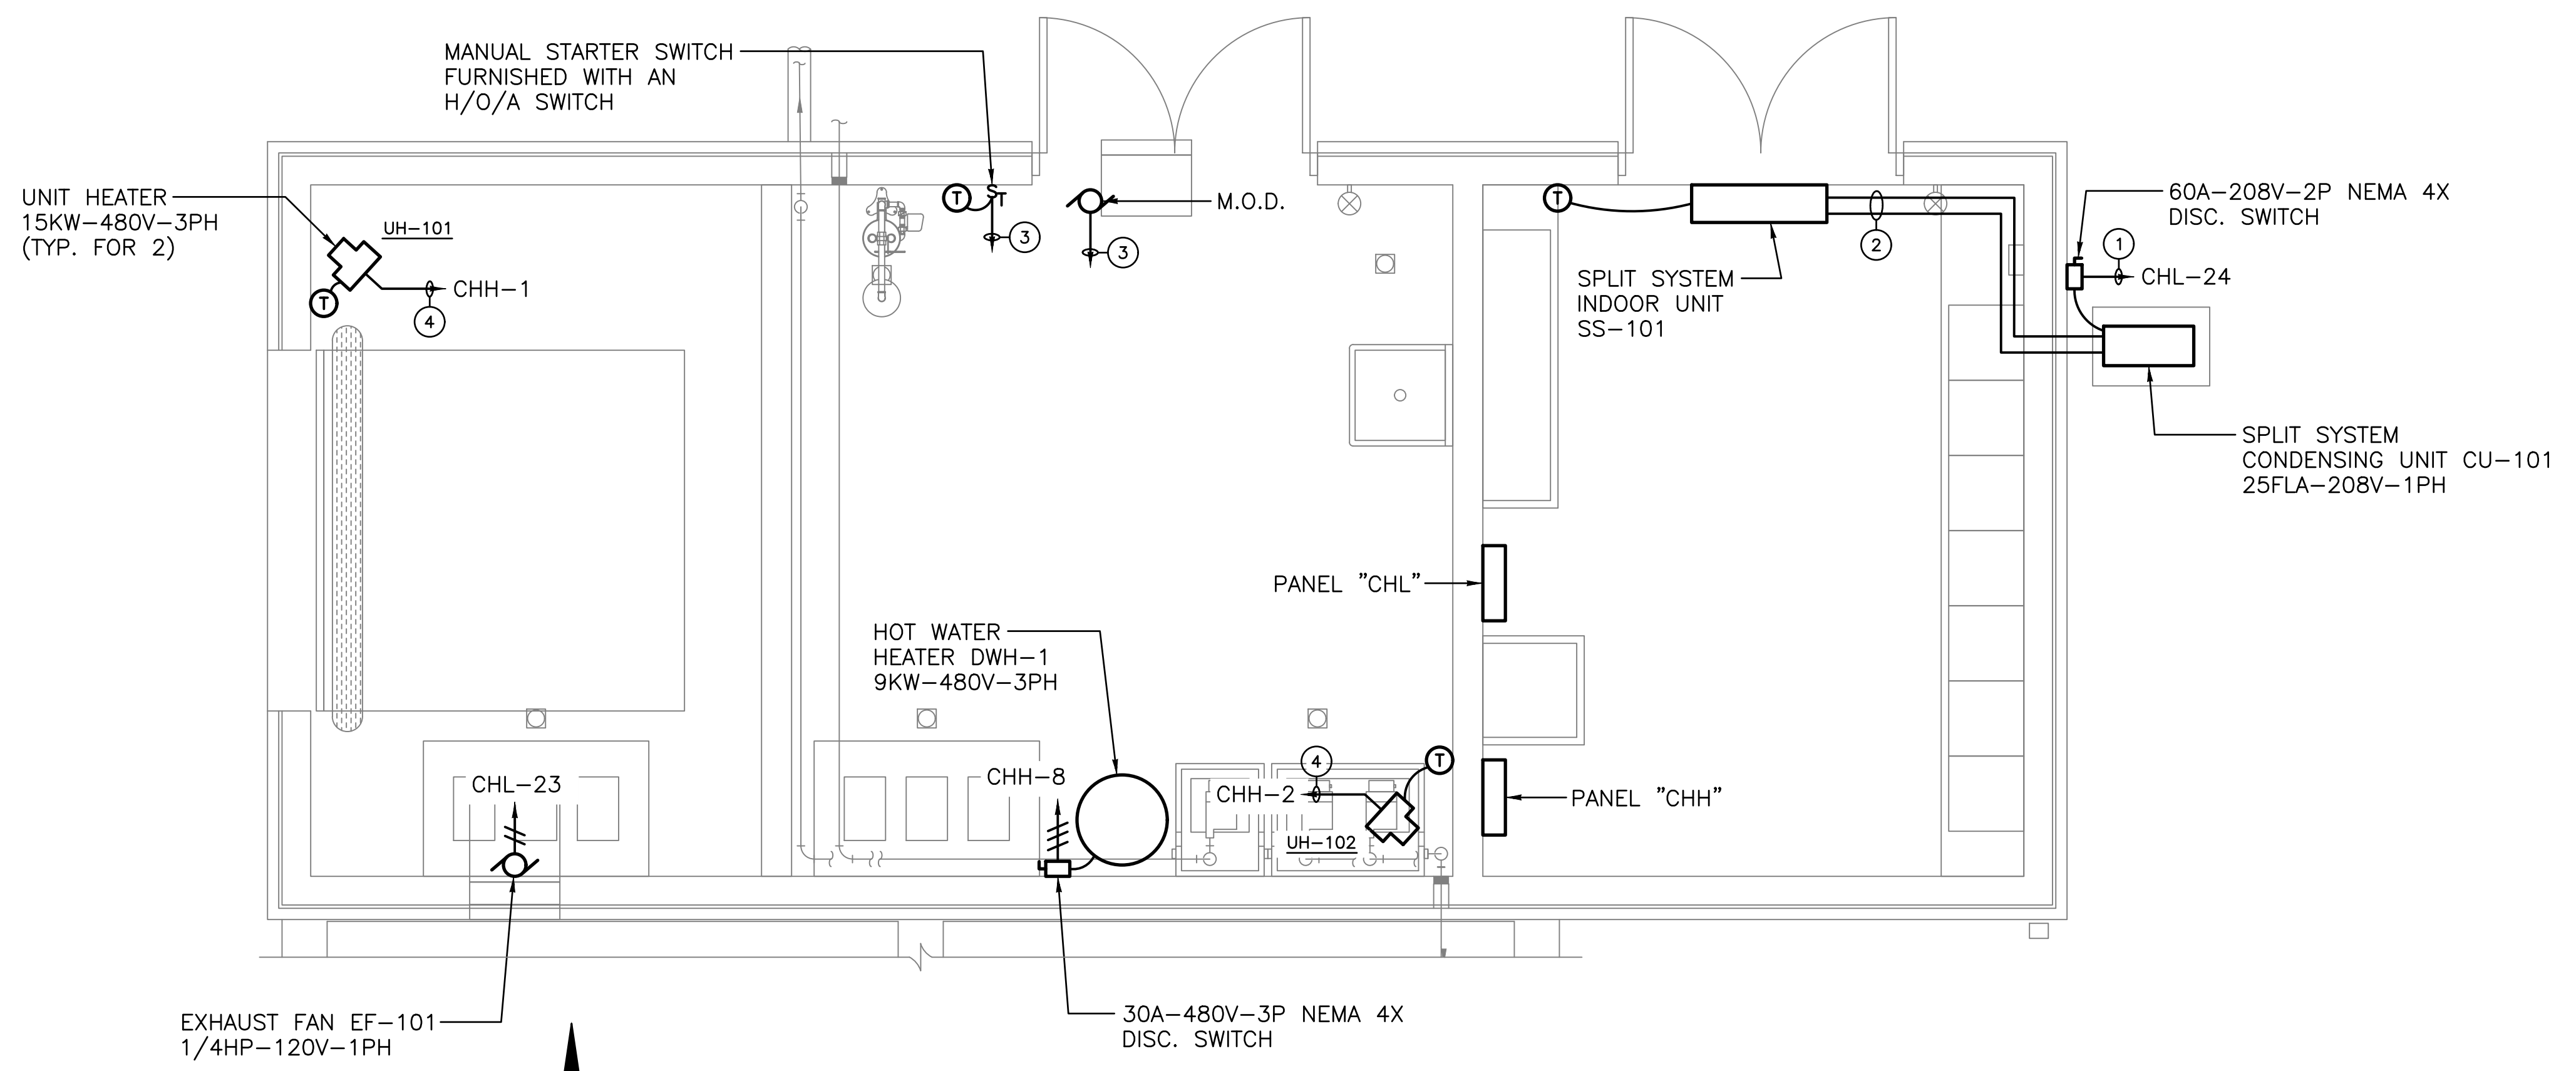 MANUAL STARTER SWITCH
FURNISHED WITH AN
H/O/A SWITCH
UNIT HEATER
15KW-480V-3PH
(TYP. FOR 2)
UH-101
T
CHH-1
4
T
ST
3
M.O.D.
3
T
2
SPLIT SYSTEM
INDOOR UNIT
SS-101
60A-208V-2P NEMA 4X
DISC. SWITCH
1
CHL-24
SPLIT SYSTEM
CONDENSING UNIT CU-101
25FLA-208V-1PH
PANEL "CHL"
HOT WATER
HEATER DWH-1
9KW-480V-3PH
CHL-23
CHH-8
4
CHH-2
T
UH-102
PANEL "CHH"
EXHAUST FAN EF-101
1/4HP-120V-1PH
30A-480V-3P NEMA 4X
DISC. SWITCH